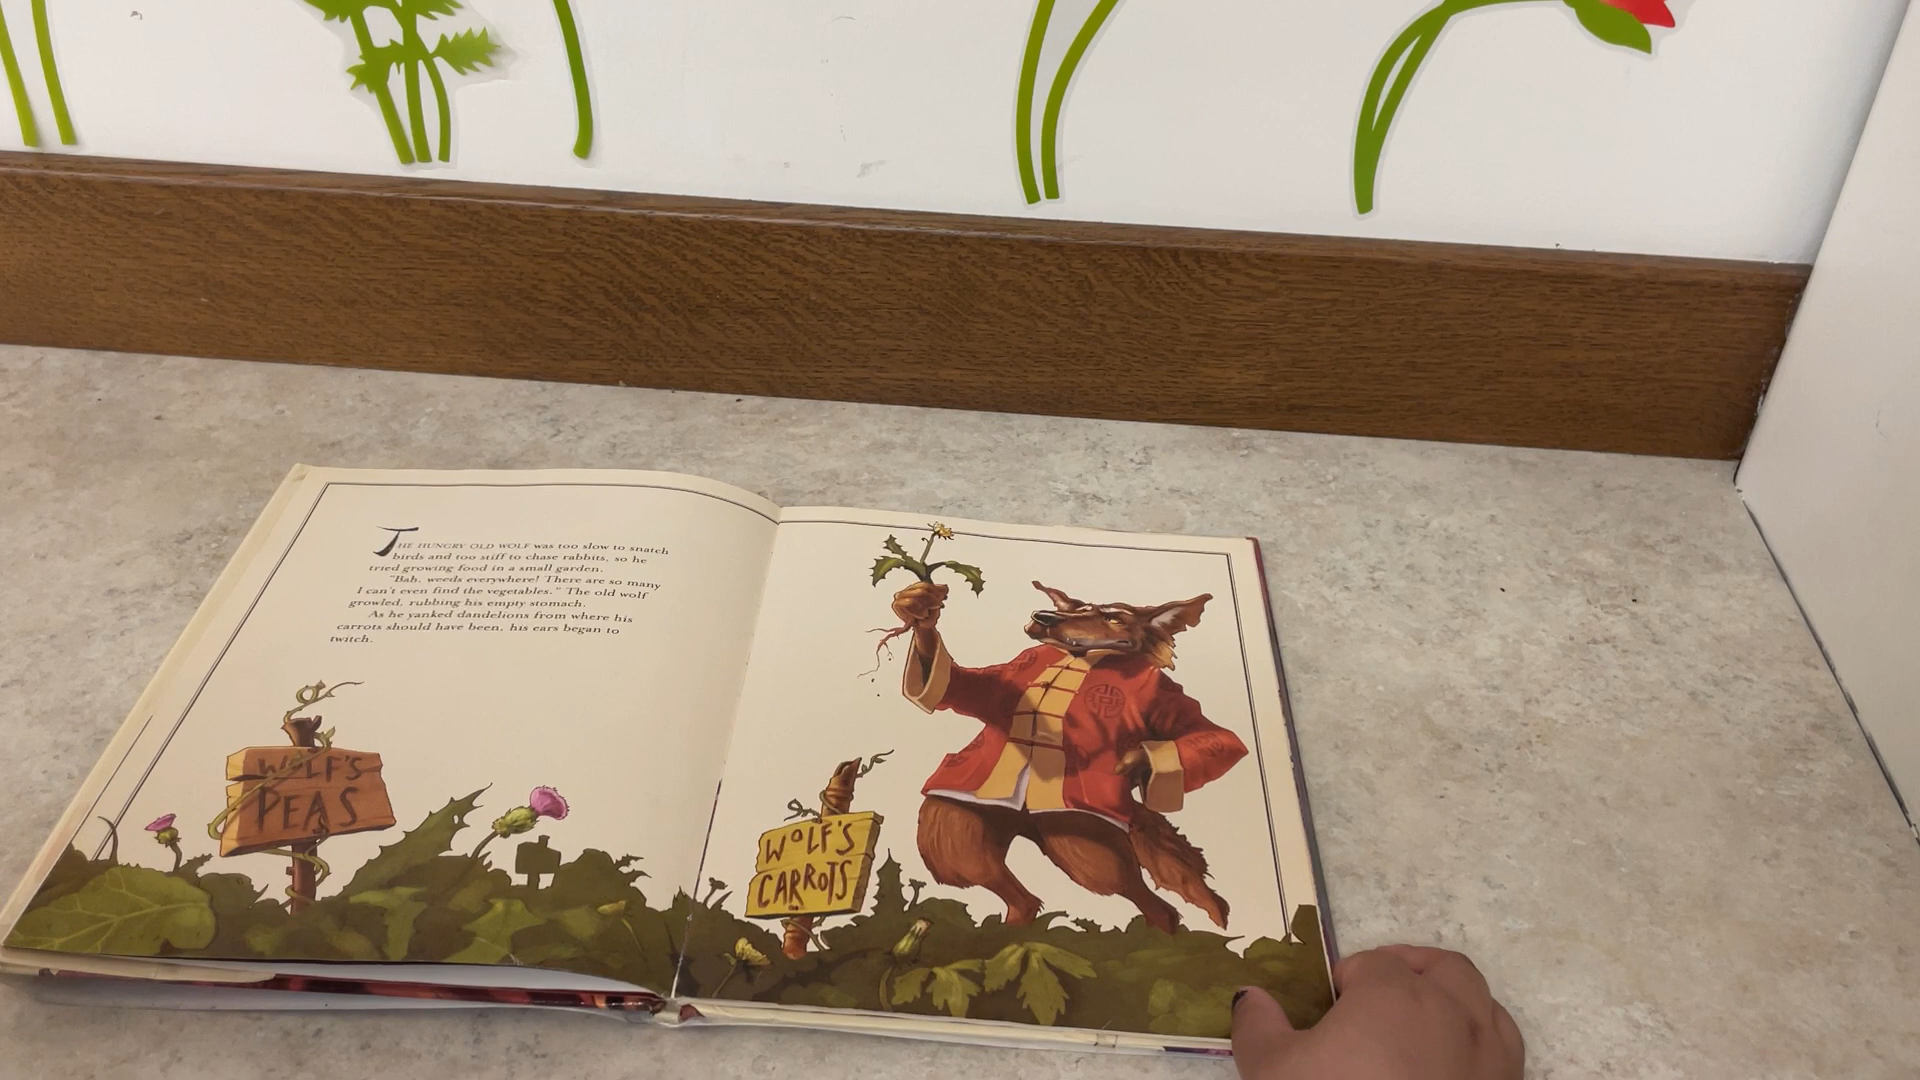 THE HUNGRY OLD WOLF was too slow to snatch
birds and too stiff to chase rabbits, so he
tried growing food in a small garden.
"Bah, weeds everywhere! There are so many
I can't even find the vegetables." The old wolf
growled, rubbing his empty stomach.
As he yanked dandelions from where his
carrots should have been, his ears began to
twitch.
WOLF'S
PEAS
WOLF'S
CARROTS